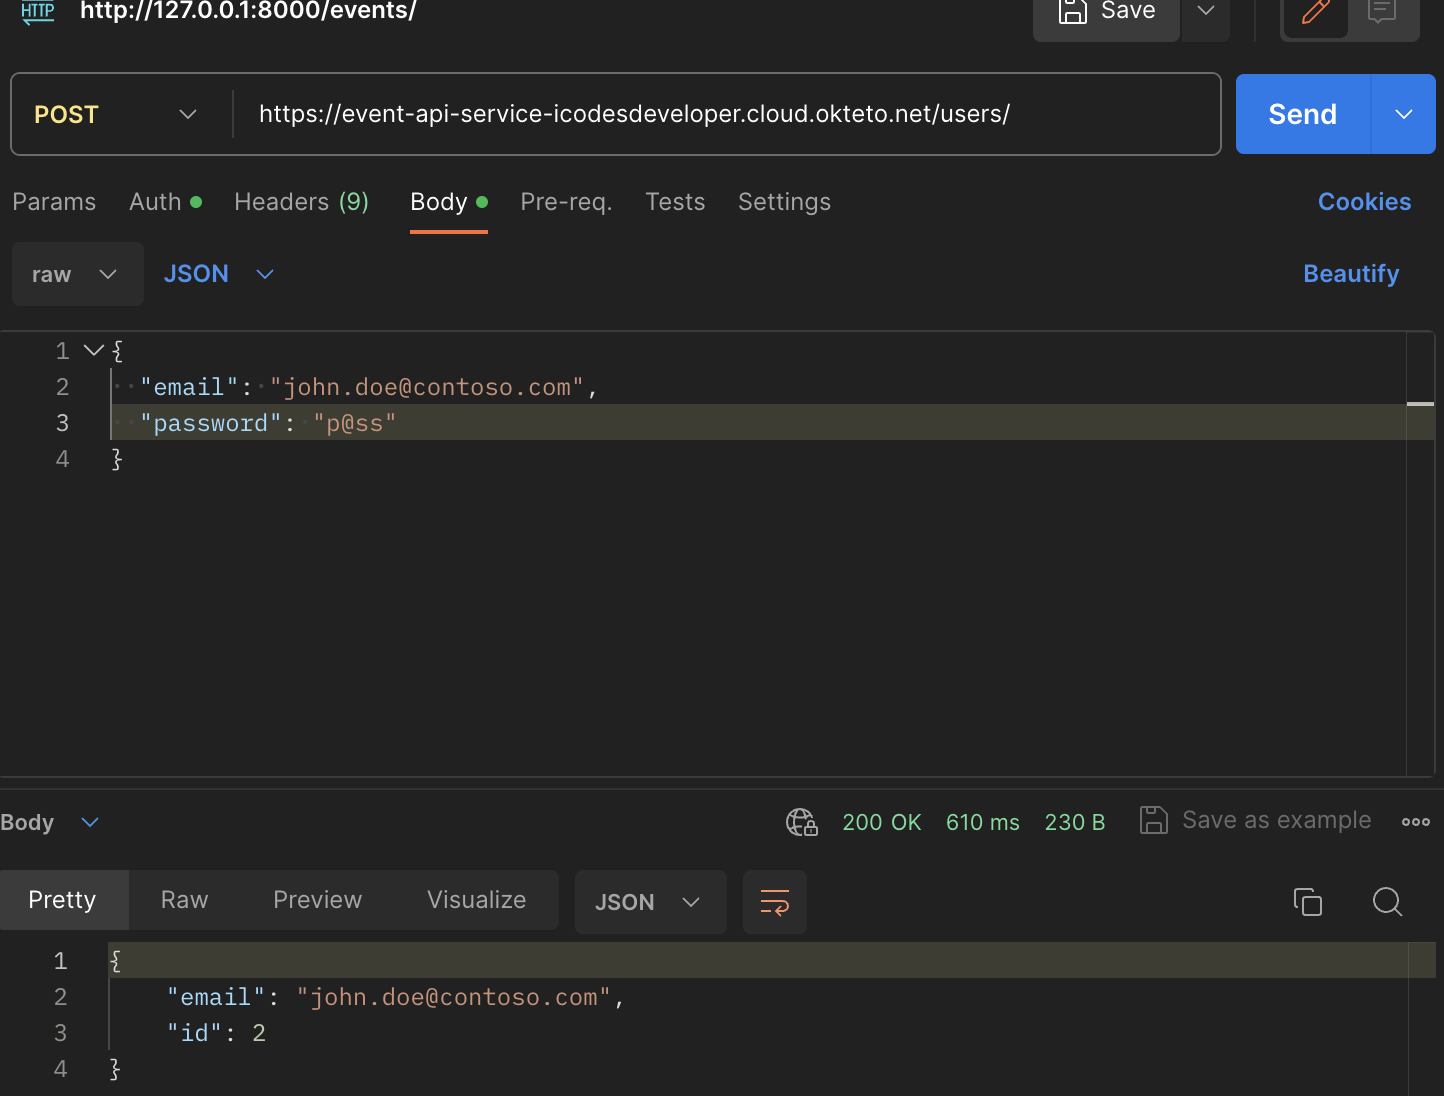 HTTP http://127.0.0.1:8000/events/ Save
POST https://event-api-service-icodesdeveloper.cloud.okteto.net/users/ Send
Params Auth Headers (9) Body Pre-req. Tests Settings Cookies
raw JSON Beautify
1 {
2 "email": "john.doe@contoso.com",
3 "password": "p@ss"
4 }
Body 200 OK 610 ms 230 B Save as example
Pretty Raw Preview Visualize JSON
1 {
2 "email": "john.doe@contoso.com",
3 "id": 2
4 }